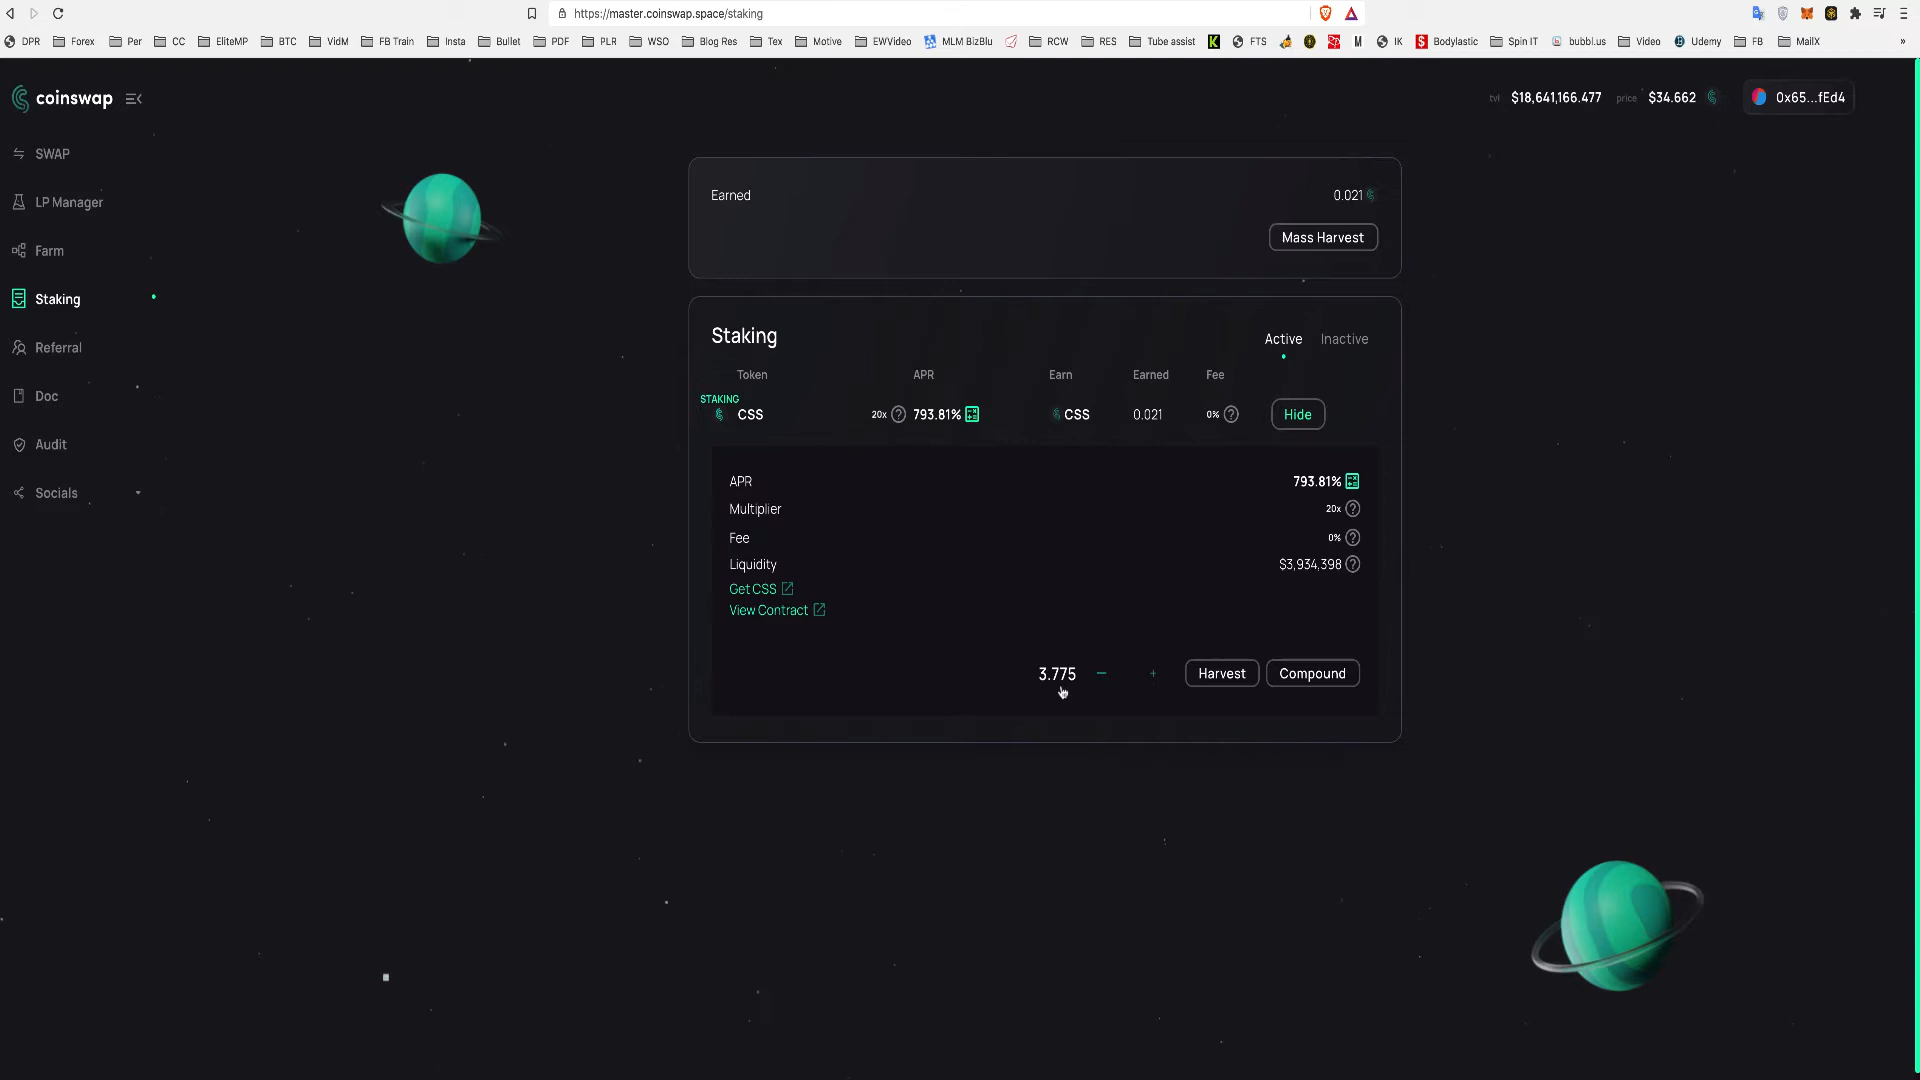 https://master.coinswap.space/staking
DPR Forex Per CC EliteMP BTC VidM FB Train Insta Bullet PDF PLR WSO Blog Res Tex Motive EWVideo MLM BizBlu RCW RES Tube assist FTS IK Bodylastic Spin IT bubbl.us Video Udemy FB MailX »
coinswap
tvl $18,641,166.477 price $34.662 0x65...fEd4
SWAP
LP Manager
Farm
Staking
Referral
Doc
Audit
Socials
Earned 0.021
Mass Harvest
Staking
Active Inactive
Token APR Earn Earned Fee
STAKING
CSS 20x ? 793.81% CSS 0.021 0% ? Hide
APR 793.81%
Multiplier 20x ?
Fee 0% ?
Liquidity $3,934,398 ?
Get CSS
View Contract
3.775 − + Harvest Compound